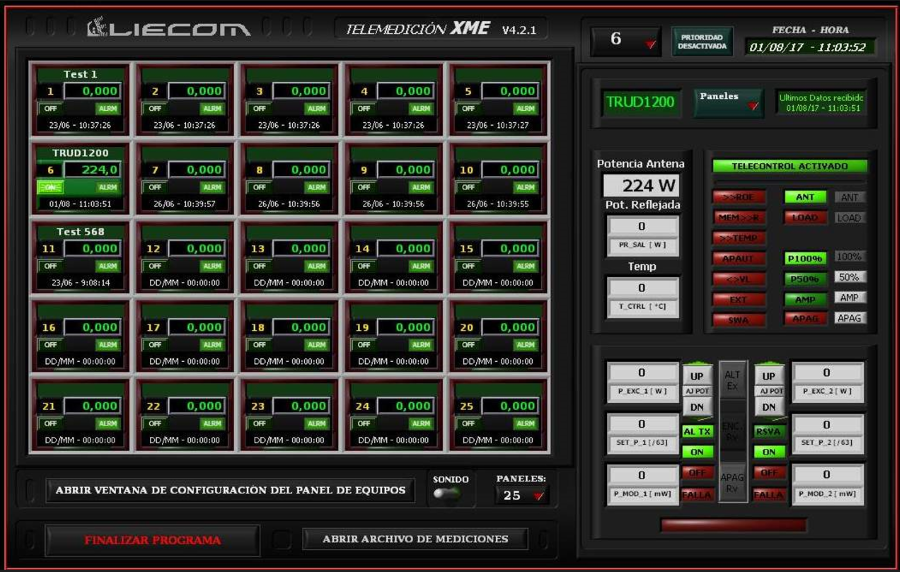 LIECOM
TELEMEDICIÓN XME V4.2.1
6
PRIORIDAD
DESACTIVADA
FECHA - HORA
01/08/17 - 11:03:52
Test 1
1 0,000
OFF ALRM
23/06 - 10:37:26
2 0,000
OFF ALRM
23/06 - 10:37:26
3 0,000
OFF ALRM
23/06 - 10:37:26
4 0,000
OFF ALRM
23/06 - 10:37:26
5 0,000
OFF ALRM
23/06 - 10:37:27
TRUD1200
6 224,0
ON ALRM
01/08 - 11:03:51
7 0,000
OFF ALRM
26/06 - 10:39:57
8 0,000
OFF ALRM
26/06 - 10:39:56
9 0,000
OFF ALRM
26/06 - 10:39:56
10 0,000
OFF ALRM
26/06 - 10:39:55
Test 568
11 0,000
OFF ALRM
23/06 - 9:08:14
12 0,000
OFF ALRM
DD/MM - 00:00:00
13 0,000
OFF ALRM
DD/MM - 00:00:00
14 0,000
OFF ALRM
DD/MM - 00:00:00
15 0,000
OFF ALRM
DD/MM - 00:00:00
16 0,000
OFF ALRM
DD/MM - 00:00:00
17 0,000
OFF ALRM
DD/MM - 00:00:00
18 0,000
OFF ALRM
DD/MM - 00:00:00
19 0,000
OFF ALRM
DD/MM - 00:00:00
20 0,000
OFF ALRM
DD/MM - 00:00:00
21 0,000
OFF ALRM
DD/MM - 00:00:00
22 0,000
OFF ALRM
DD/MM - 00:00:00
23 0,000
OFF ALRM
DD/MM - 00:00:00
24 0,000
OFF ALRM
DD/MM - 00:00:00
25 0,000
OFF ALRM
DD/MM - 00:00:00
ABRIR VENTANA DE CONFIGURACIÓN DEL PANEL DE EQUIPOS
SONIDO
PANELES:
25
FINALIZAR PROGRAMA
ABRIR ARCHIVO DE MEDICIONES
TRUD1200
Paneles
Ultimos Datos recibido
01/08/17 - 11:03:51
Potencia Antena
224 W
Pot. Reflejada
0
PR_SAL [ W ]
Temp
0
T_CTRL [ °C]
TELECONTROL ACTIVADO
>>ROE ANT ANT
MEM>>R LOAD LOAD
>>TEMP
APAUT P100% 100%
<>VL P50% 50%
EXT AMP AMP
SWA APAG APAG
0
P_EXC_1 [ W ]
UP
AJ POT
DN
ALT
Ex
UP
AJ POT
DN
0
P_EXC_2 [ W ]
0
SET_P_1 [/63]
AL TX
ON
ENC
Rv
RSVA
ON
0
SET_P_2 [/63]
0
P_MOD_1 [ mW]
OFF
FALLA
APAG
Rv
OFF
FALLA
0
P_MOD_2 [ mW]